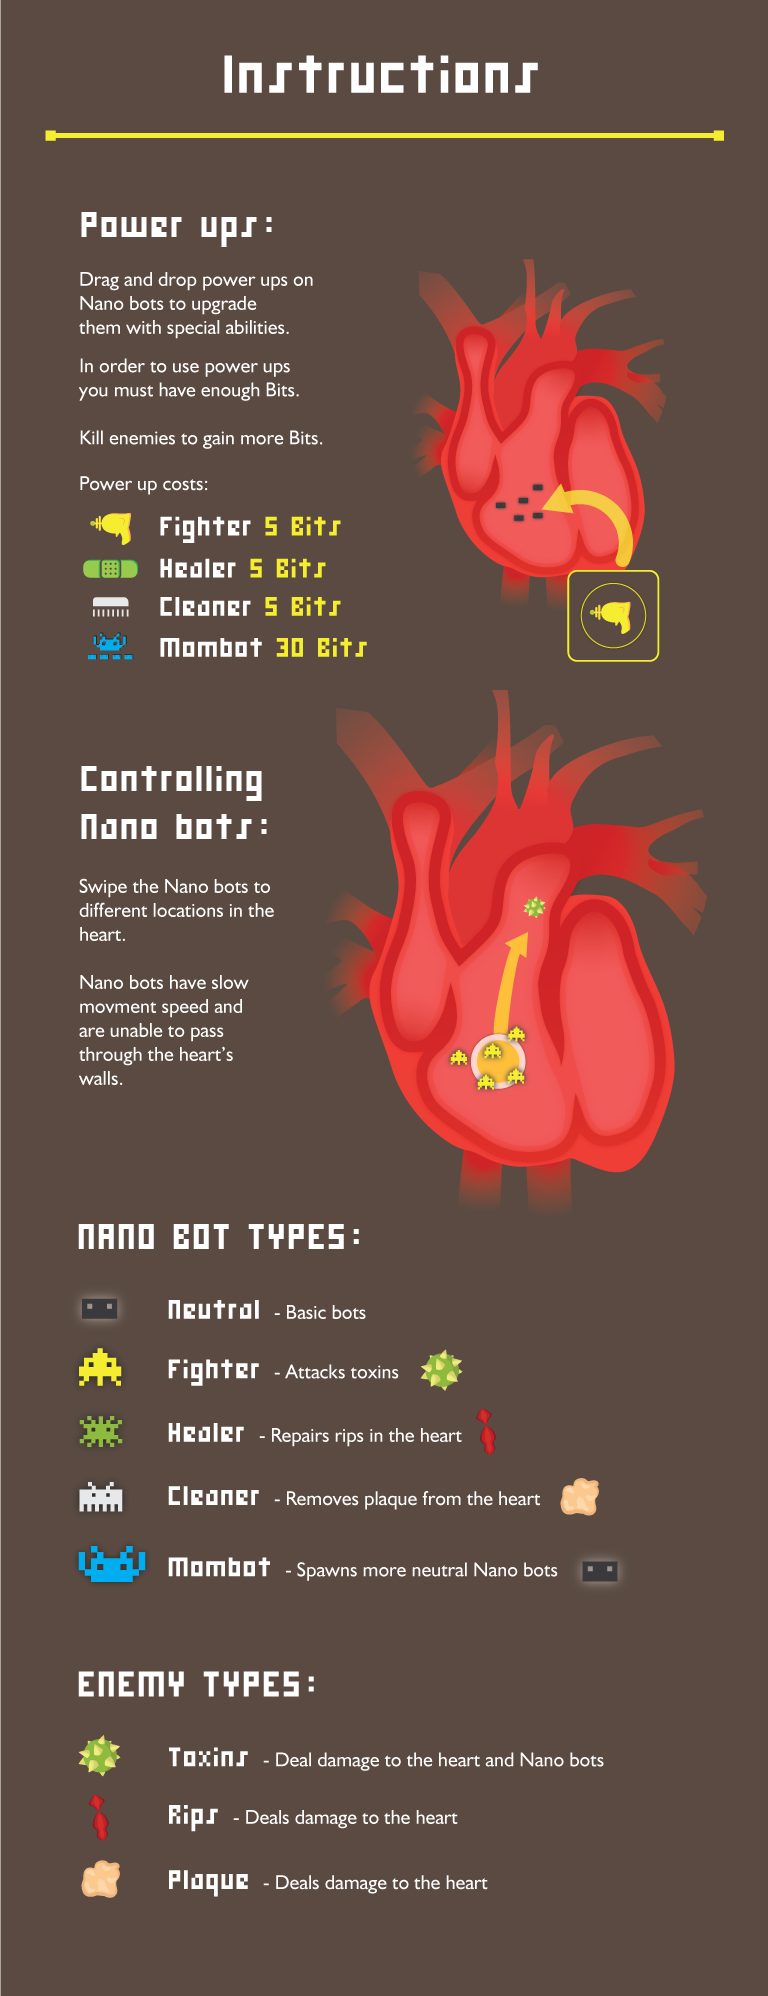 Instructions
Power ups:
Drag and drop power ups on
Nano bots to upgrade
them with special abilities.
In order to use power ups
you must have enough Bits.
Kill enemies to gain more Bits.
Power up costs:
Fighter 5 Bits
Healer 5 Bits
Cleaner 5 Bits
Mombot 30 Bits
Controlling
Nano bots:
Swipe the Nano bots to
different locations in the
heart.
Nano bots have slow
movment speed and
are unable to pass
through the heart's
walls.
NANO BOT TYPES:
Neutral - Basic bots
Fighter - Attacks toxins
Healer - Repairs rips in the heart
Cleaner - Removes plaque from the heart
Mombot - Spawns more neutral Nano bots
ENEMY TYPES:
Toxins - Deal damage to the heart and Nano bots
Rips - Deals damage to the heart
Plaque - Deals damage to the heart